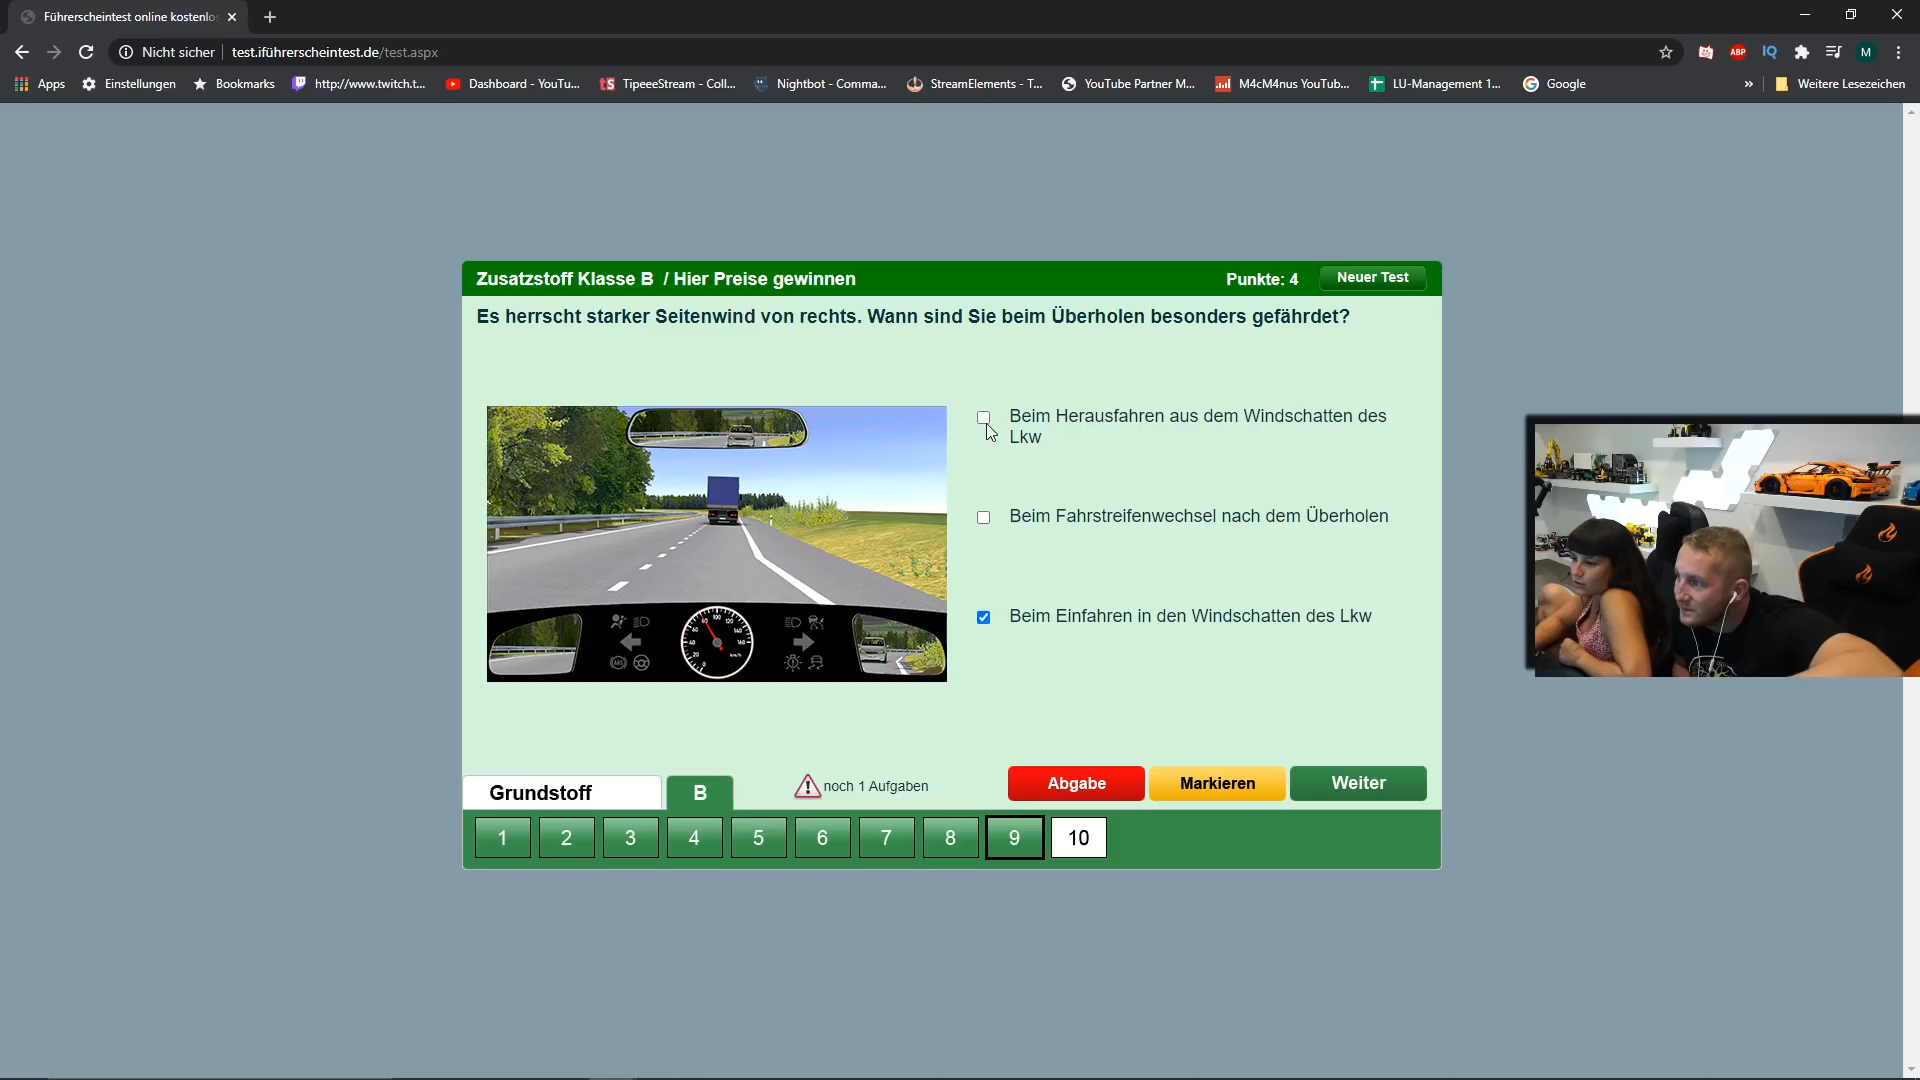 Führerscheintest online kostenlos
Nicht sicher
test.iführerscheintest.de/test.aspx
ABP
IQ
M
Apps
Einstellungen
Bookmarks
http://www.twitch.t...
Dashboard - YouTu...
TipeeeStream - Coll...
Nightbot - Comma...
StreamElements - T...
YouTube Partner M...
M4cM4nus YouTub...
LU-Management 1...
Google
»
Weitere Lesezeichen
Zusatzstoff Klasse B / Hier Preise gewinnen
Punkte: 4
Neuer Test
Es herrscht starker Seitenwind von rechts. Wann sind Sie beim Überholen besonders gefährdet?
Beim Herausfahren aus dem Windschatten des
Lkw
Beim Fahrstreifenwechsel nach dem Überholen
Beim Einfahren in den Windschatten des Lkw
Grundstoff
B
noch 1 Aufgaben
Abgabe
Markieren
Weiter
1
2
3
4
5
6
7
8
9
10